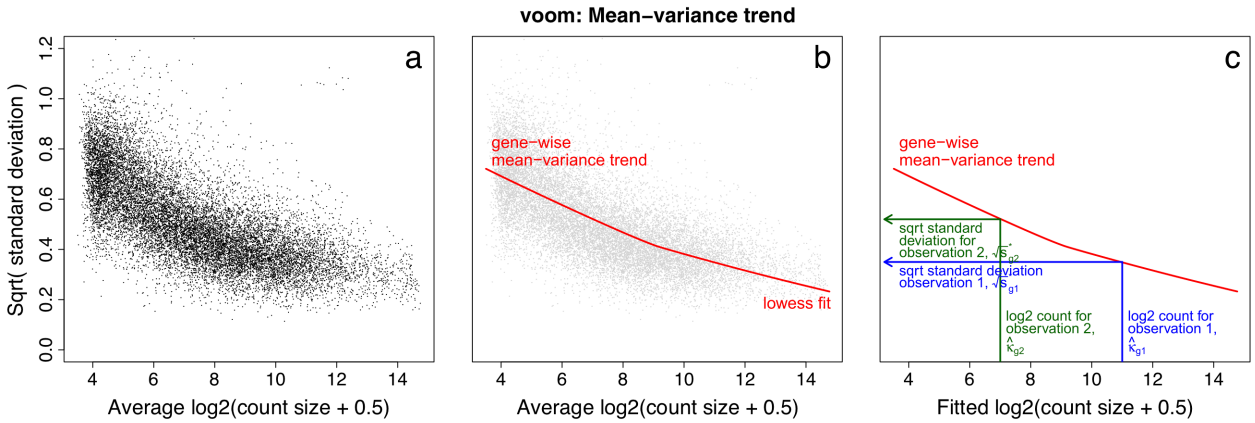 voom: Mean−variance trend
Sqrt( standard deviation )
1.2
1.0
0.8
0.6
0.4
0.2
0.0
a
4 6 8 10 12 14
Average log2(count size + 0.5)
b
gene−wise
mean−variance trend
lowess fit
4 6 8 10 12 14
Average log2(count size + 0.5)
c
gene−wise
mean−variance trend
sqrt standard
deviation for
observation 2, √s*g2
sqrt standard deviation
observation 1, √sg1
log2 count for
observation 2,
κ̂g2
log2 count for
observation 1,
κ̂g1
4 6 8 10 12 14
Fitted log2(count size + 0.5)